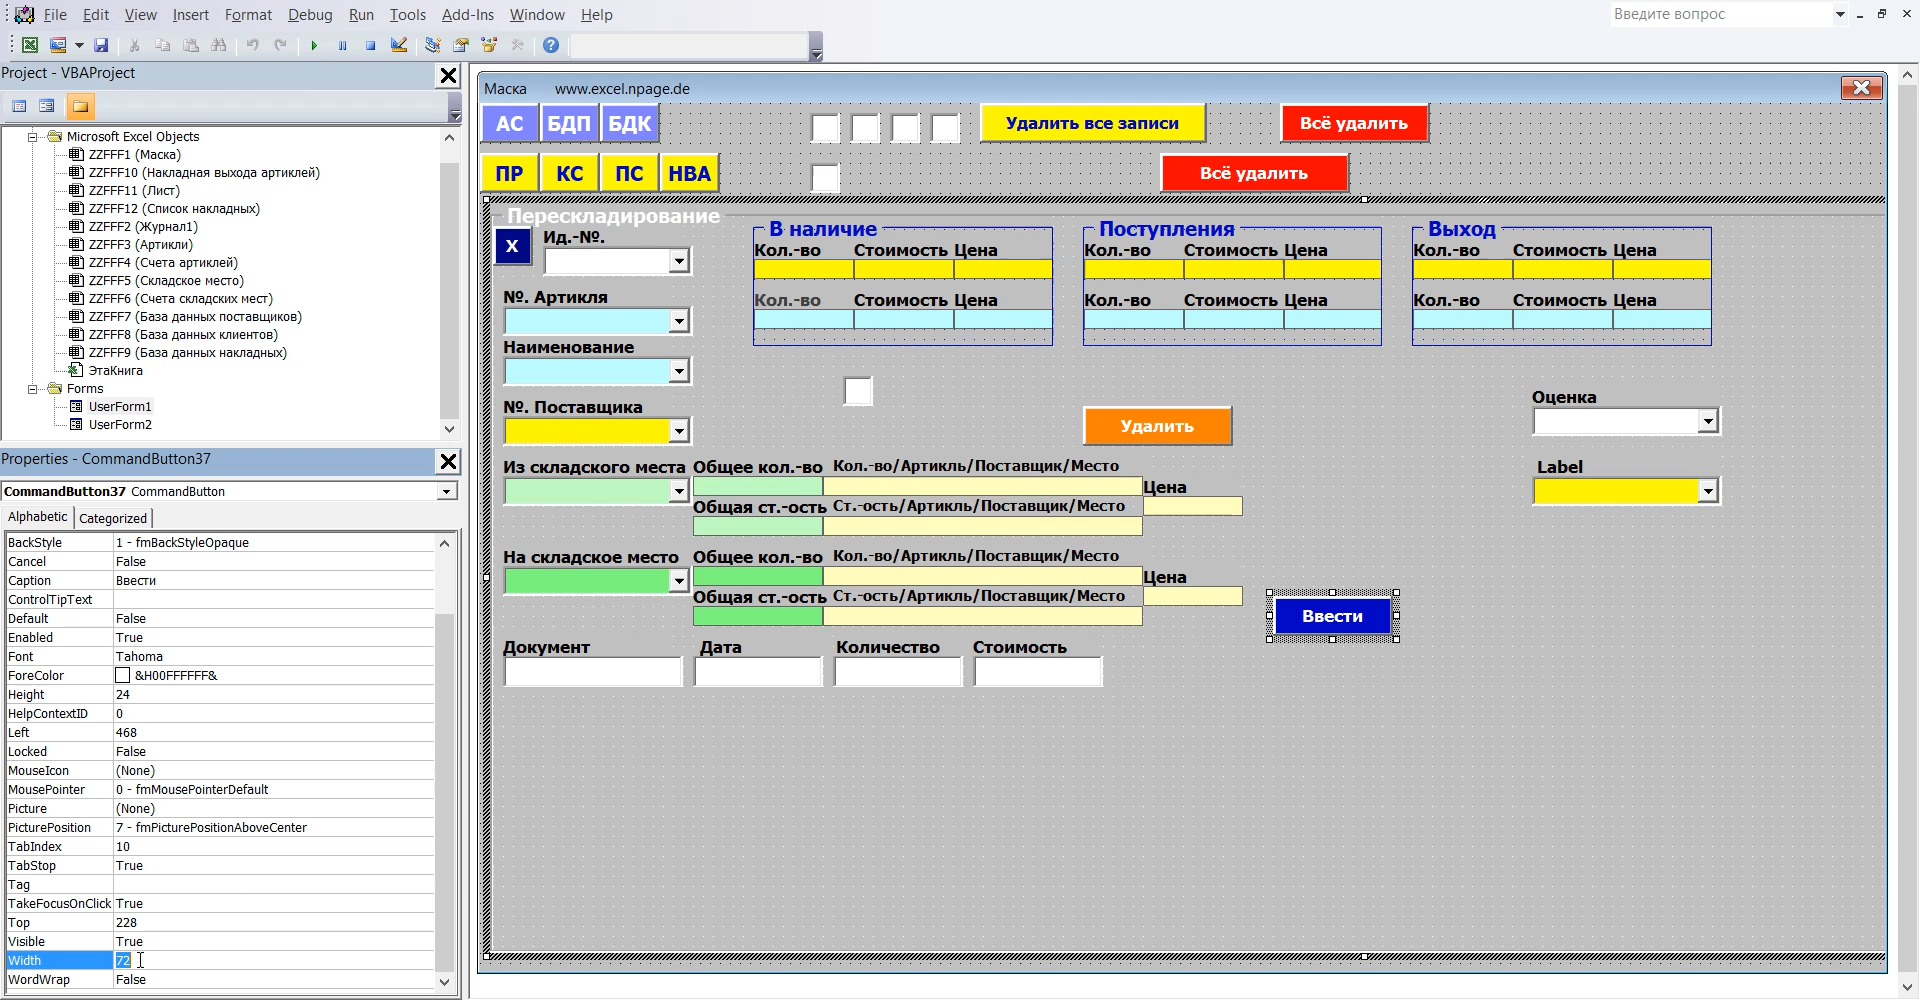 File Edit View Insert Format Debug Run Tools Add-Ins Window Help Введите вопрос
Project - VBAProject
Microsoft Excel Objects
ZZFFF1 (Маска)
ZZFFF10 (Накладная выхода артиклей)
ZZFFF11 (Лист)
ZZFFF12 (Список накладных)
ZZFFF2 (Журнал1)
ZZFFF3 (Артикли)
ZZFFF4 (Счета артиклей)
ZZFFF5 (Складское место)
ZZFFF6 (Счета складских мест)
ZZFFF7 (База данных поставщиков)
ZZFFF8 (База данных клиентов)
ZZFFF9 (База данных накладных)
ЭтаКнига
Forms
UserForm1
UserForm2
Properties - CommandButton37
CommandButton37 CommandButton
Alphabetic Categorized
BackStyle 1 - fmBackStyleOpaque
Cancel False
Caption Ввести
ControlTipText
Default False
Enabled True
Font Tahoma
ForeColor &H00FFFFFF&
Height 24
HelpContextID 0
Left 468
Locked False
MouseIcon (None)
MousePointer 0 - fmMousePointerDefault
Picture (None)
PicturePosition 7 - fmPicturePositionAboveCenter
TabIndex 10
TabStop True
Tag
TakeFocusOnClick True
Top 228
Visible True
Width 72
WordWrap False
Маска www.excel.npage.de
АС БДП БДК Удалить все записи Всё удалить
ПР КС ПС НВА Всё удалить
Перескладирование
X Ид.-№. В наличие Поступления Выход
Кол.-во Стоимость Цена Кол.-во Стоимость Цена Кол.-во Стоимость Цена
№. Артикля Кол.-во Стоимость Цена Кол.-во Стоимость Цена Кол.-во Стоимость Цена
Наименование
Оценка
№. Поставщика Удалить
Из складского места Общее кол.-во Кол.-во/Артикль/Поставщик/Место Label
Цена
Общая ст.-ость Ст.-ость/Артикль/Поставщик/Место
На складское место Общее кол.-во Кол.-во/Артикль/Поставщик/Место
Цена
Общая ст.-ость Ст.-ость/Артикль/Поставщик/Место
Ввести
Документ Дата Количество Стоимость